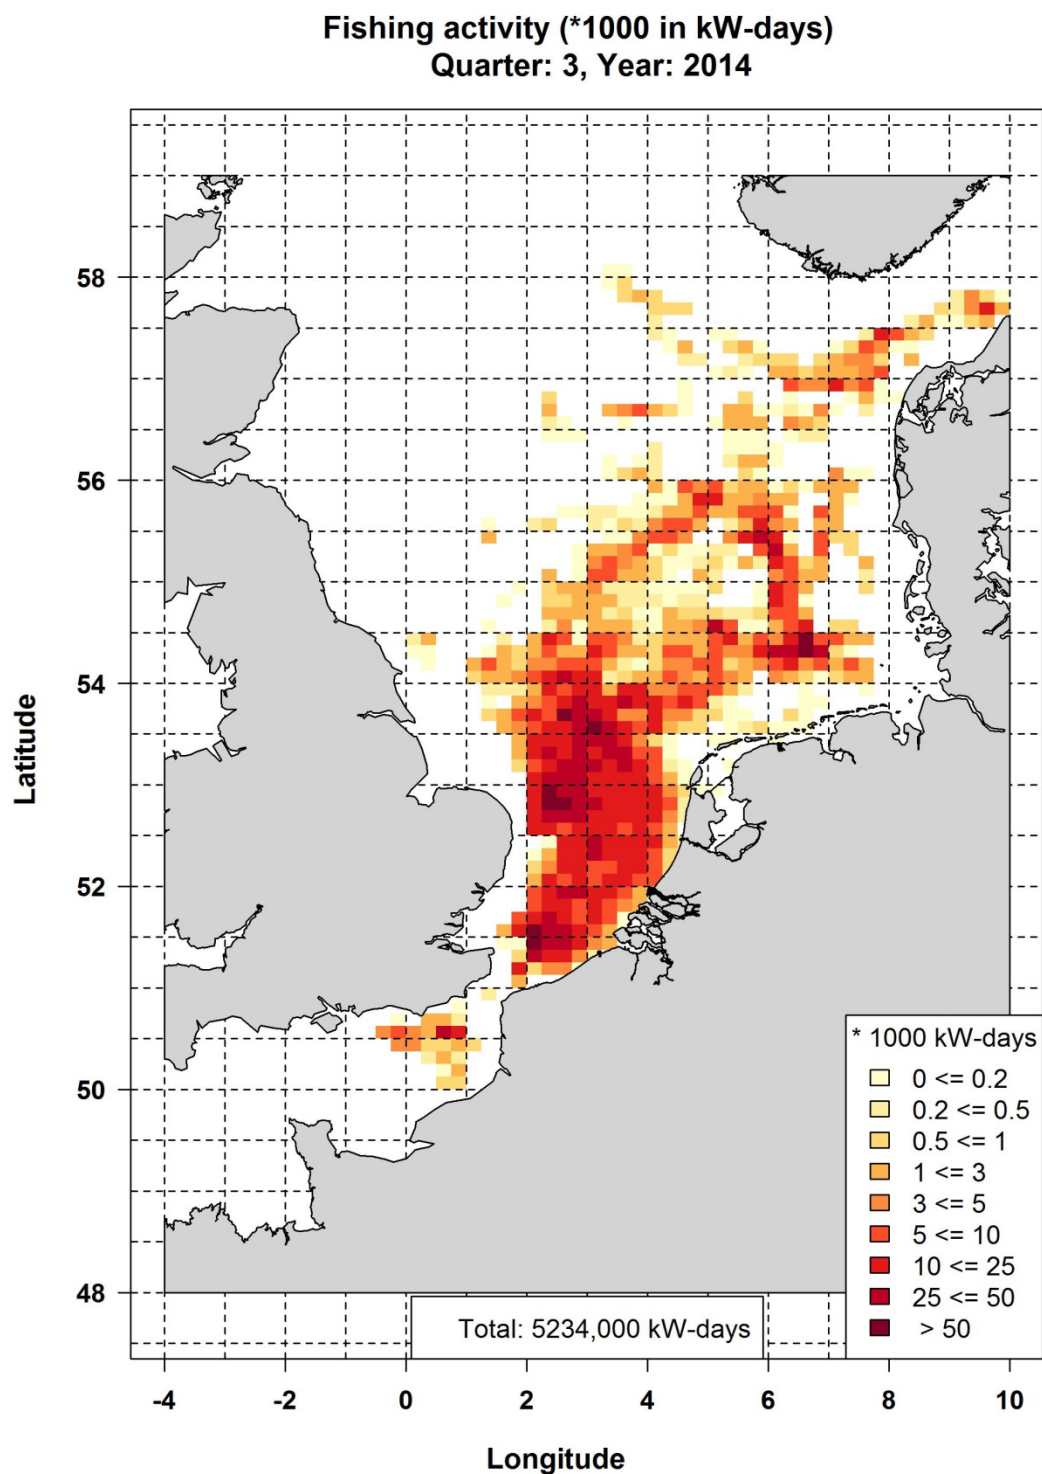 Fishing activity (*1000 in kW-days)
Quarter: 3, Year: 2014
58
56
54
52
50
48
Latitude
* 1000 kW-days
0 <= 0.2
0.2 <= 0.5
0.5 <= 1
1 <= 3
3 <= 5
5 <= 10
10 <= 25
25 <= 50
> 50
Total: 5234,000 kW-days
-4 -2 0 2 4 6 8 10
Longitude